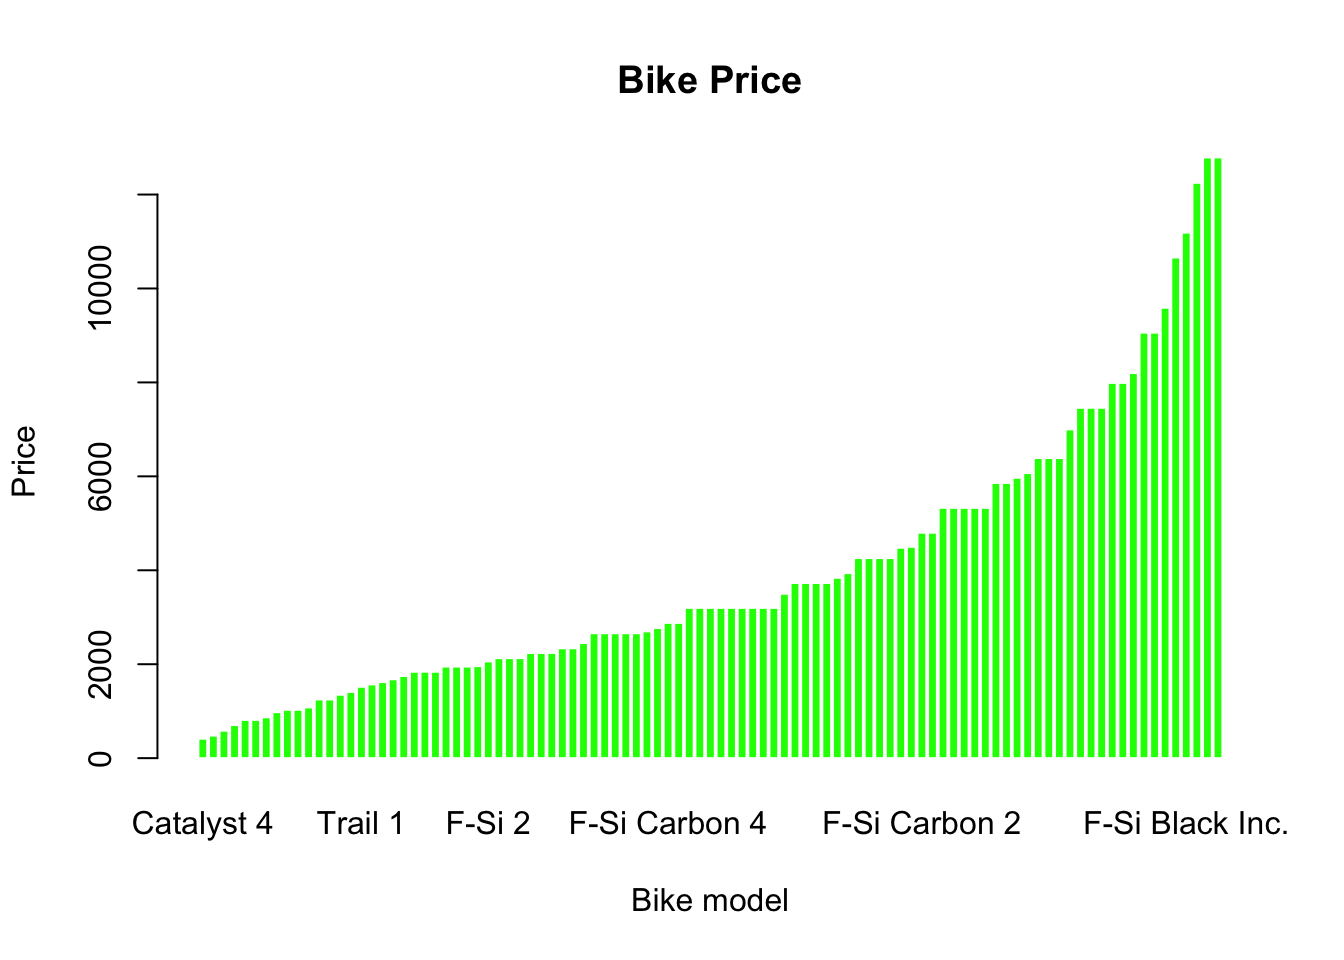 Bike Price
Price
10000
6000
2000
0
Catalyst 4 Trail 1 F-Si 2 F-Si Carbon 4 F-Si Carbon 2 F-Si Black Inc.
Bike model